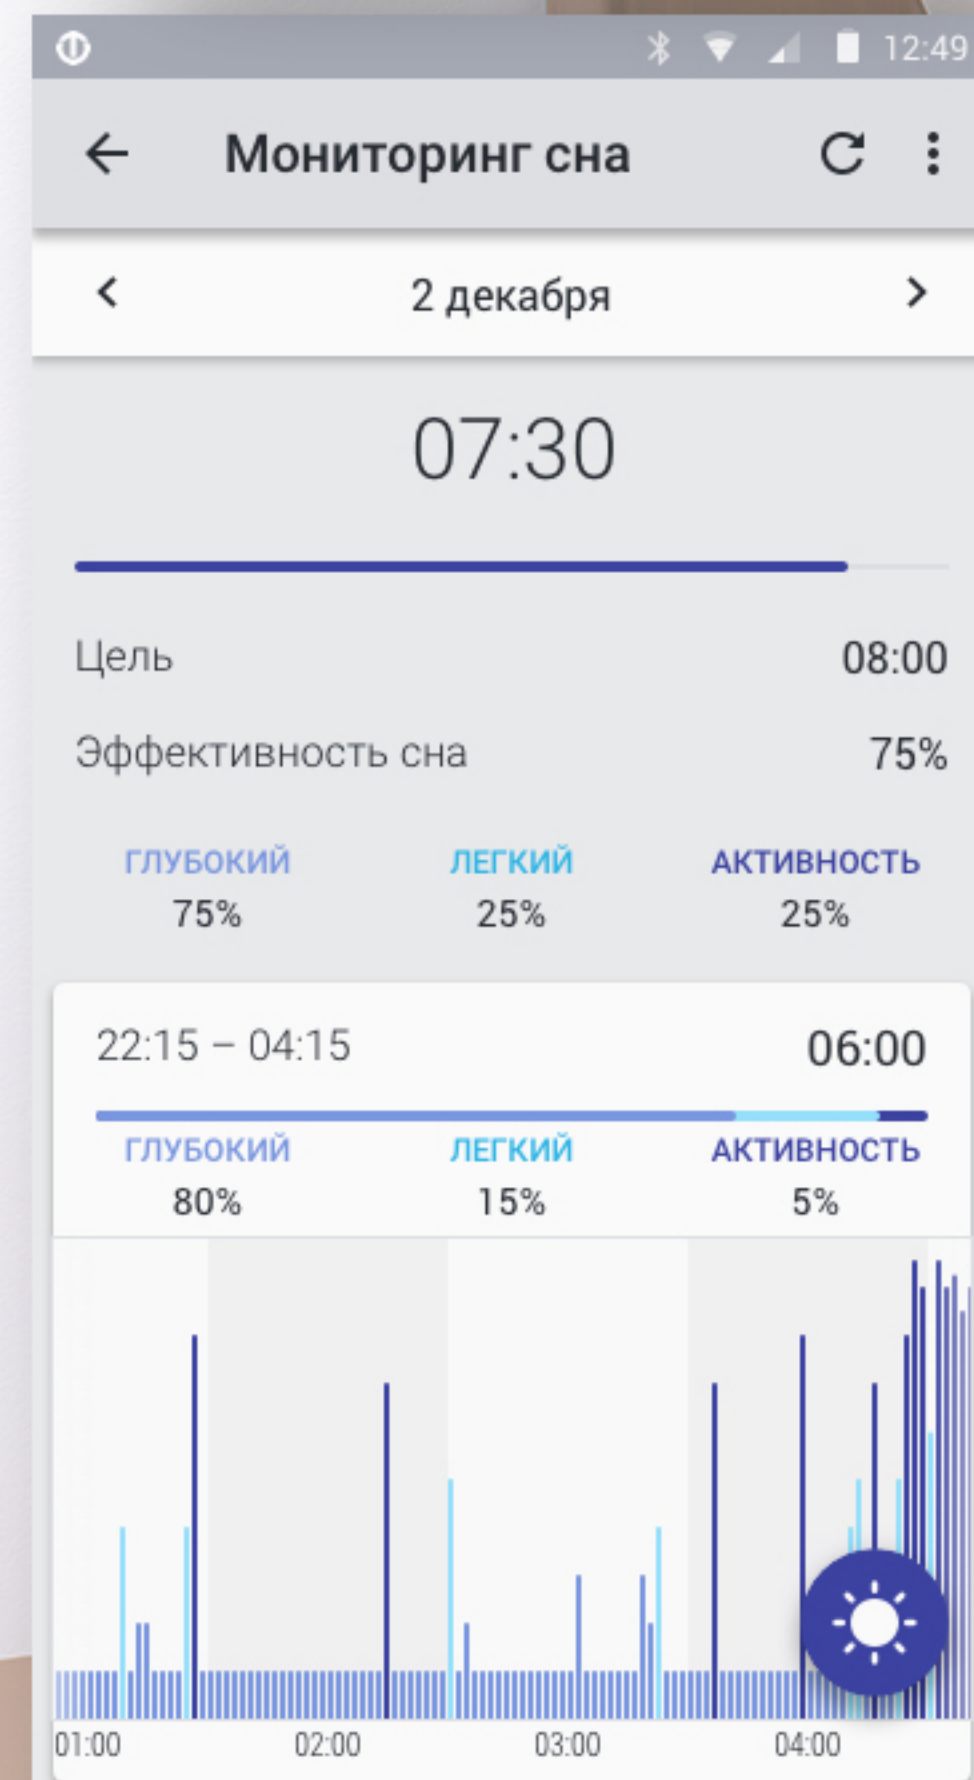 12:49
Мониторинг сна
2 декабря
07:30
Цель 08:00
Эффективность сна 75%
ГЛУБОКИЙ ЛЕГКИЙ АКТИВНОСТЬ
75% 25% 25%
22:15 – 04:15 06:00
ГЛУБОКИЙ ЛЕГКИЙ АКТИВНОСТЬ
80% 15% 5%
01:00 02:00 03:00 04:00